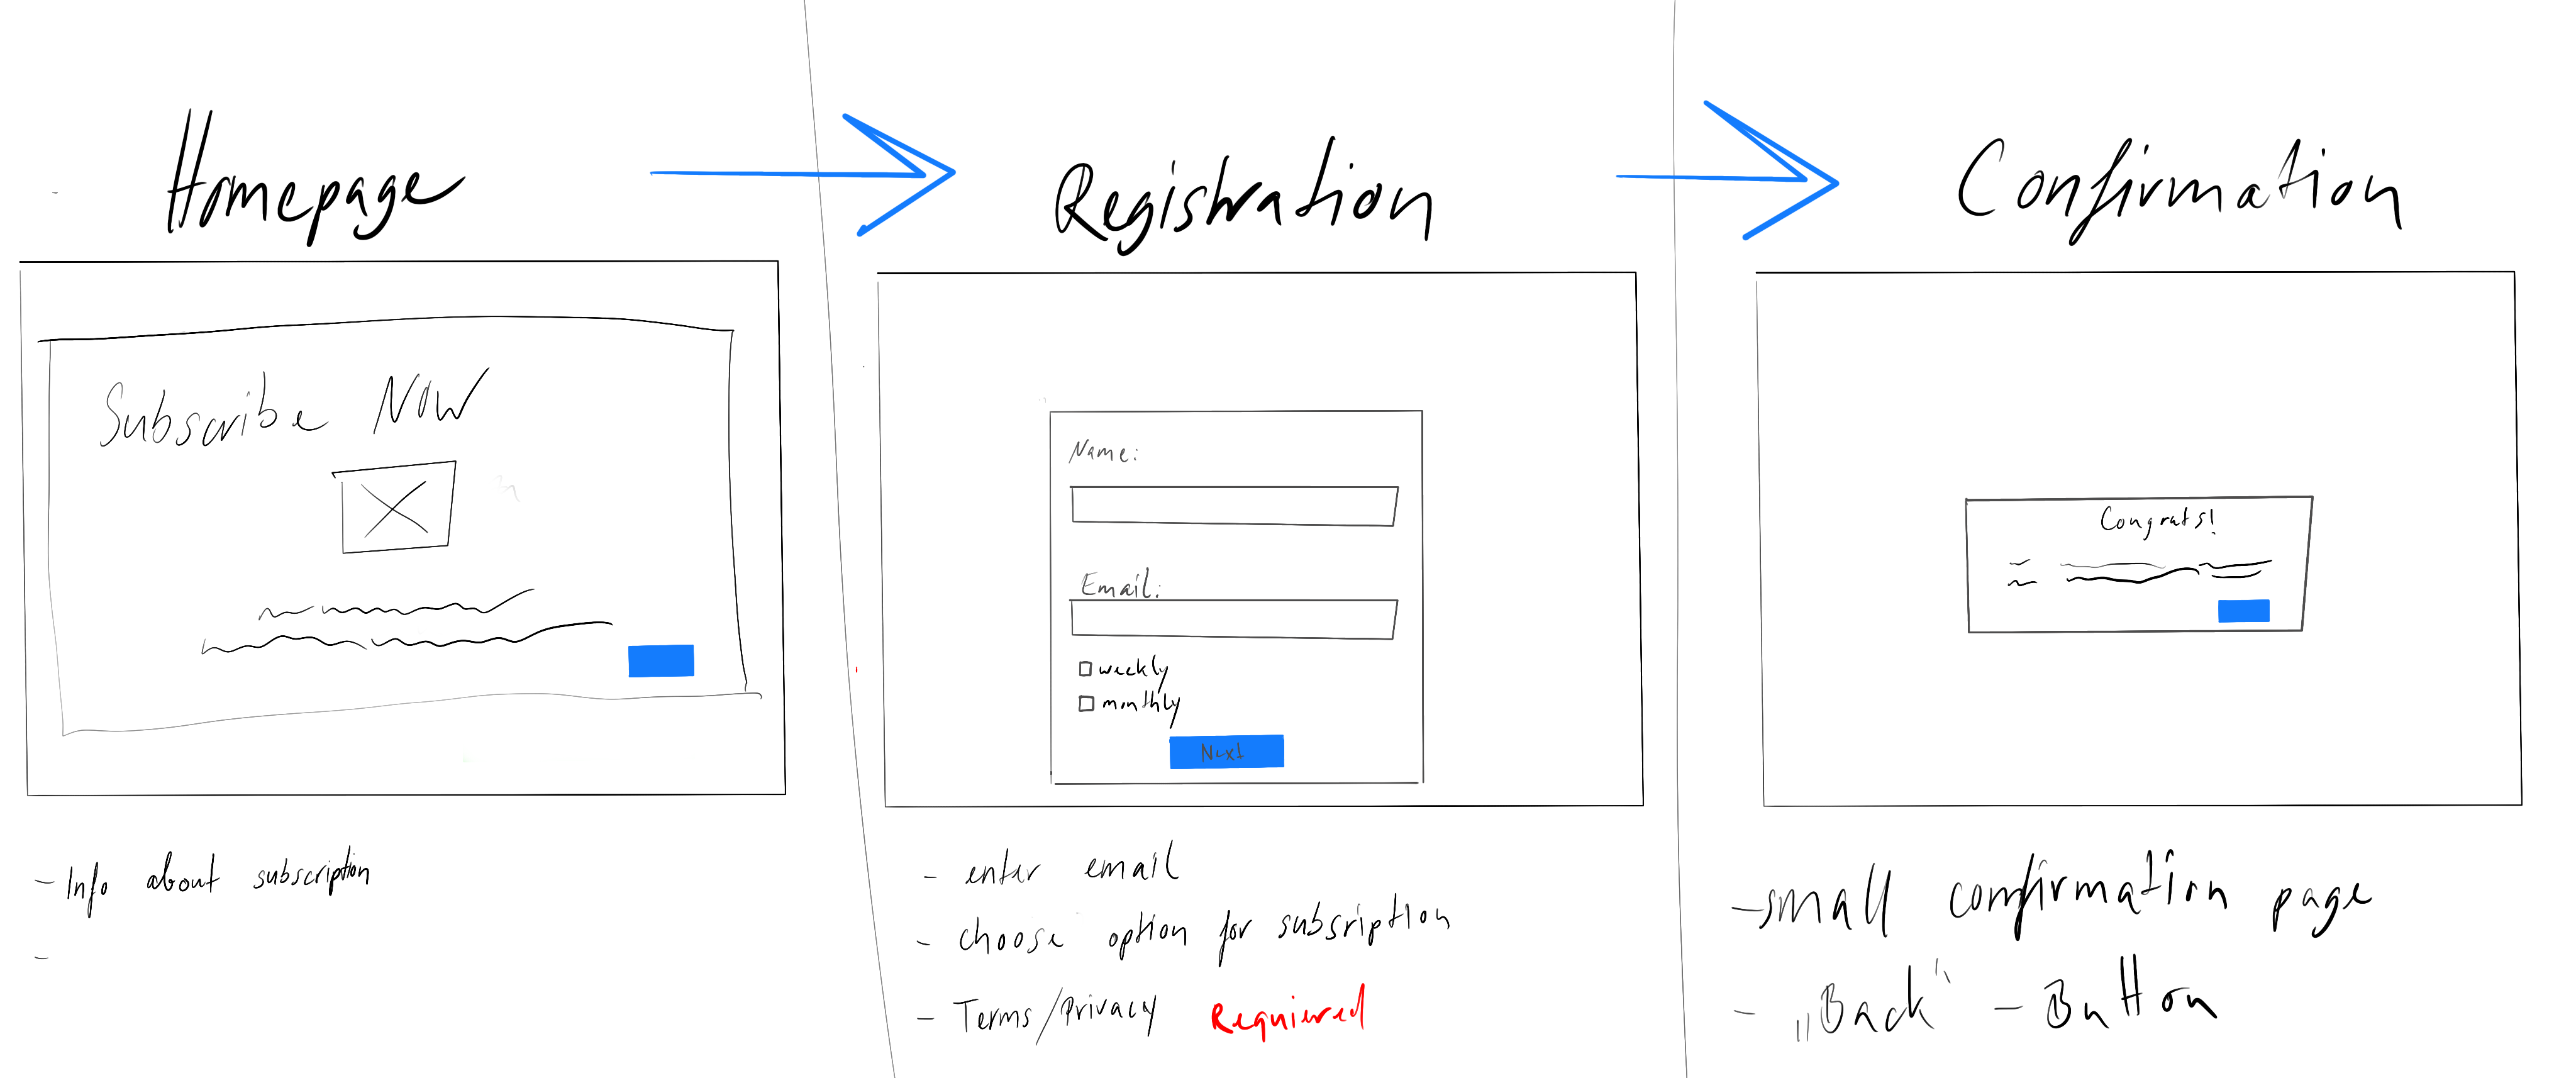 Homepage
Subscribe Now
- Info about subscription
-
Registration
Name:
Email:
weekly
monthly
Next
- enter email
- choose option for subsription
- Terms/Privacy Requiered
Confirmation
Congrats!
- small confirmation page
- „Back“ - Button